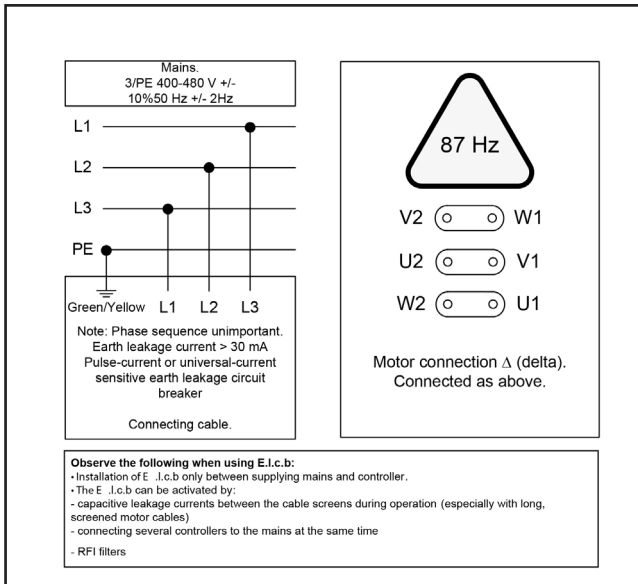 Mains.
3/PE 400-480 V +/-
10%50 Hz +/- 2Hz
L1
L2
L3
PE
Green/Yellow L1 L2 L3
Note: Phase sequence unimportant.
Earth leakage current > 30 mA
Pulse-current or universal-current
sensitive earth leakage circuit
breaker
Connecting cable.
87 Hz
V2 W1
U2 V1
W2 U1
Motor connection Δ (delta).
Connected as above.
Observe the following when using E.l.c.b:
• Installation of E .l.c.b only between supplying mains and controller.
• The E .l.c.b can be activated by:
- capacitive leakage currents between the cable screens during operation (especially with long,
screened motor cables)
- connecting several controllers to the mains at the same time
- RFI filters